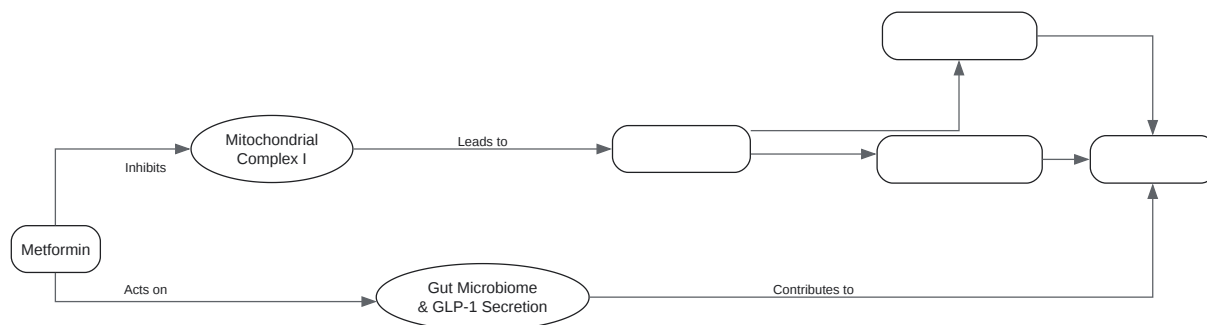 Mitochondrial
Complex I
Leads to
Inhibits
Metformin
Acts on
Gut Microbiome
& GLP-1 Secretion
Contributes to